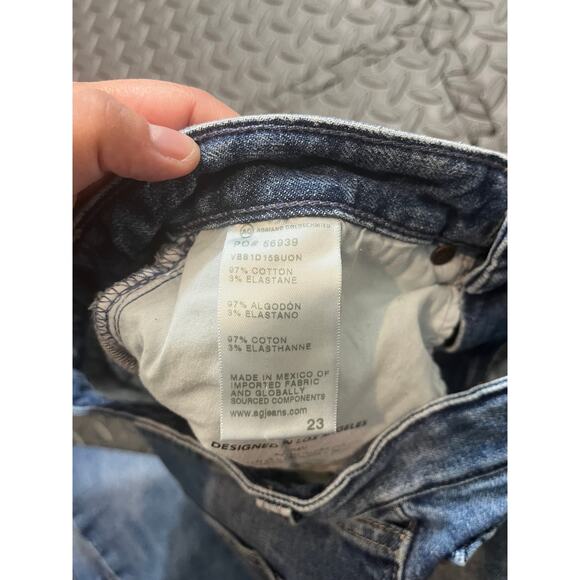 AG ADRIANO GOLDSCHMIED
PO# 56939
VBB1D15BUON
97% COTTON
3% ELASTANE
97% ALGODÓN
3% ELASTANO
97% COTON
3% ELASTHANNE
MADE IN MEXICO OF
IMPORTED FABRIC
AND GLOBALLY
SOURCED COMPONENTS
www.agjeans.com
23
DESIGNED IN LOS ANGELES